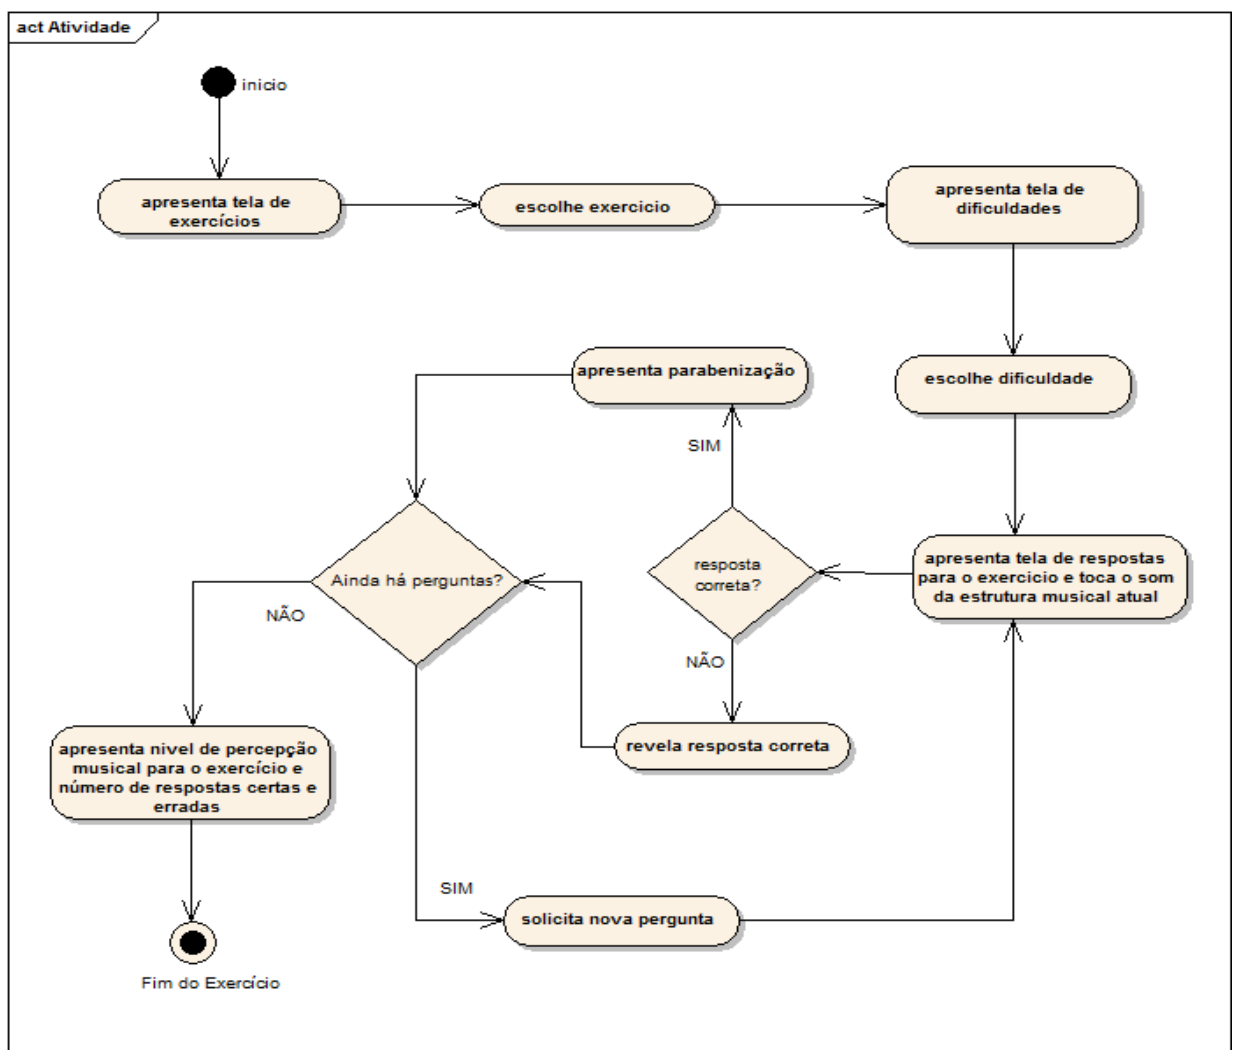 act Atividade
inicio
apresenta tela de
exercícios
escolhe exercicio
apresenta tela de
dificuldades
escolhe dificuldade
apresenta parabenização
SIM
Ainda há perguntas?
resposta
correta?
apresenta tela de respostas
para o exercicio e toca o som
da estrutura musical atual
NÃO
NÃO
revela resposta correta
apresenta nivel de percepção
musical para o exercício e
número de respostas certas e
erradas
SIM
solicita nova pergunta
Fim do Exercício